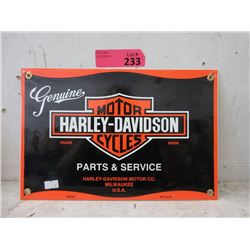 Lot #
233
Genuine
MOTOR
HARLEY-DAVIDSON
CYCLES
TRADE MARK
PARTS & SERVICE
HARLEY-DAVIDSON MOTOR CO.
MILWAUKEE
U.S.A.